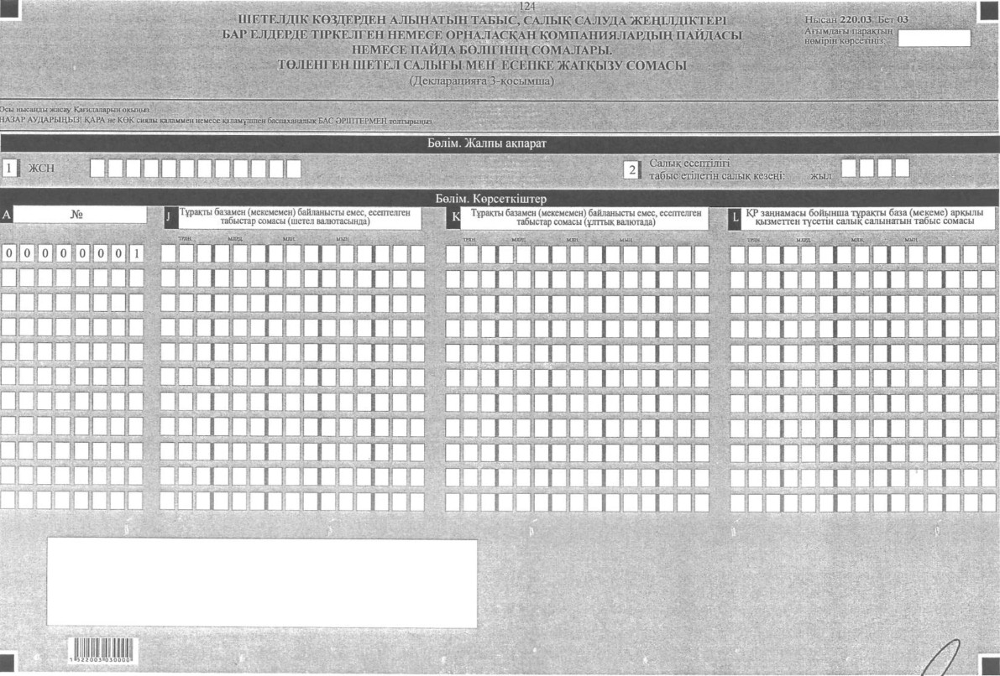 124
ШЕТЕЛДІК КӨЗДЕРДЕН АЛЫНАТЫН ТАБЫС, САЛЫҚ САЛУДА ЖЕҢІЛДІКТЕРІ
БАР ЕЛДЕРДЕ ТІРКЕЛГЕН НЕМЕСЕ ОРНАЛАСҚАН КОМПАНИЯЛАРДЫҢ ПАЙДАСЫ
НЕМЕСЕ ПАЙДА БӨЛІГІНІҢ СОМАЛАРЫ.
ТӨЛЕНГЕН ШЕТЕЛ САЛЫҒЫ МЕН ЕСЕПКЕ ЖАТҚЫЗУ СОМАСЫ
(Декларацияға 3-қосымша)
Нысан 220.03 Бет 03
Ағымдағы парақтың
нөмірін көрсетіңіз:
Осы нысанды жасау Қағидаларын оқыңыз
НАЗАР АУДАРЫҢЫЗ! ҚАРА не КӨК сиялы қаламмен немесе қаламұшпен баспаханалық БАС ӘРІПТЕРМЕН толтырыңыз
Бөлім. Жалпы ақпарат
1 ЖСН
2 Салық есептілігі
табыс етілетін салық кезеңі: жыл
Бөлім. Көрсеткіштер
A №
J Тұрақты базамен (мекемемен) байланысты емес, есептелген
табыстар сомасы (шетел валютасында)
K Тұрақты базамен (мекемемен) байланысты емес, есептелген
табыстар сомасы (ұлттық валютада)
L ҚР заңнамасы бойынша тұрақты база (мекеме) арқылы
қызметтен түсетін салық салынатын табыс сомасы
трлн. млрд. млн. мың
трлн. млрд. млн. мың
трлн. млрд. млн. мың
0 0 0 0 0 0 0 1
1 522003 030000